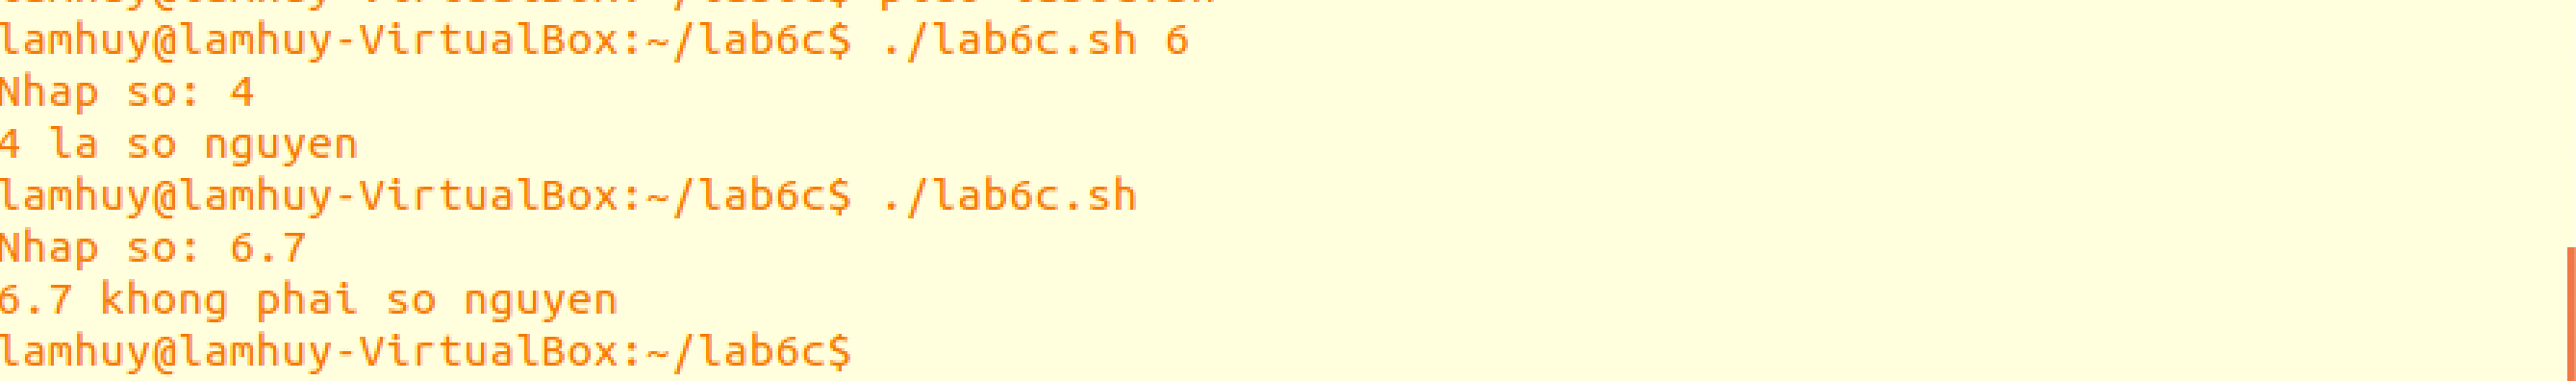 lamhuy@lamhuy-VirtualBox:~/lab6c$ ./lab6c.sh 6
Nhap so: 4
4 la so nguyen
lamhuy@lamhuy-VirtualBox:~/lab6c$ ./lab6c.sh
Nhap so: 6.7
6.7 khong phai so nguyen
lamhuy@lamhuy-VirtualBox:~/lab6c$